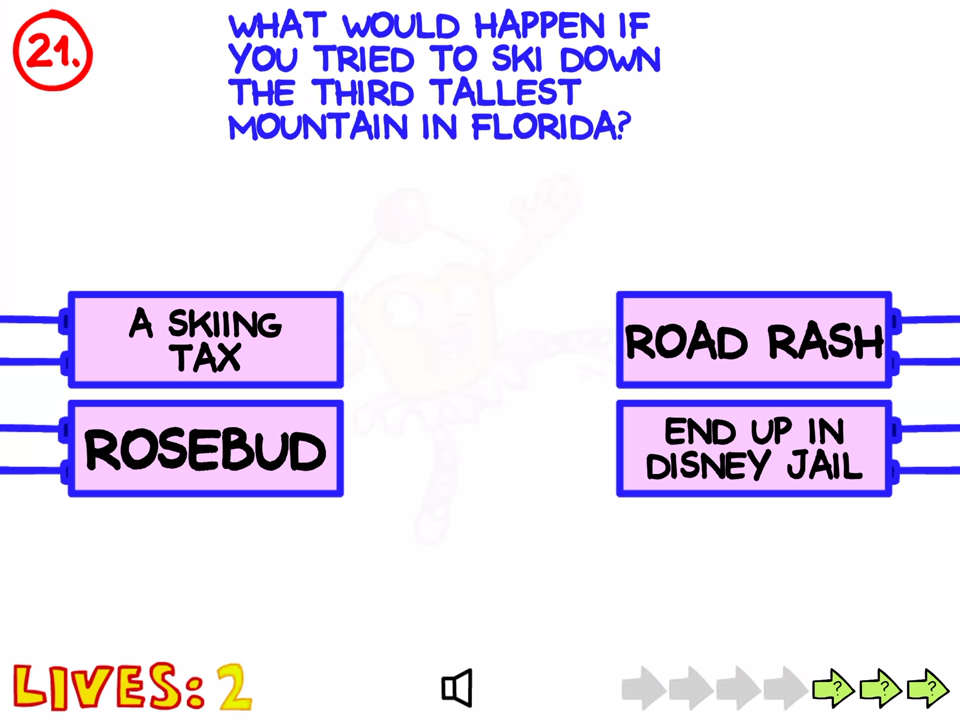 21.
WHAT WOULD HAPPEN IF
YOU TRIED TO SKI DOWN
THE THIRD TALLEST
MOUNTAIN IN FLORIDA?
A SKIING
TAX
ROAD RASH
ROSEBUD
END UP IN
DISNEY JAIL
LIVES: 2
? ? ?